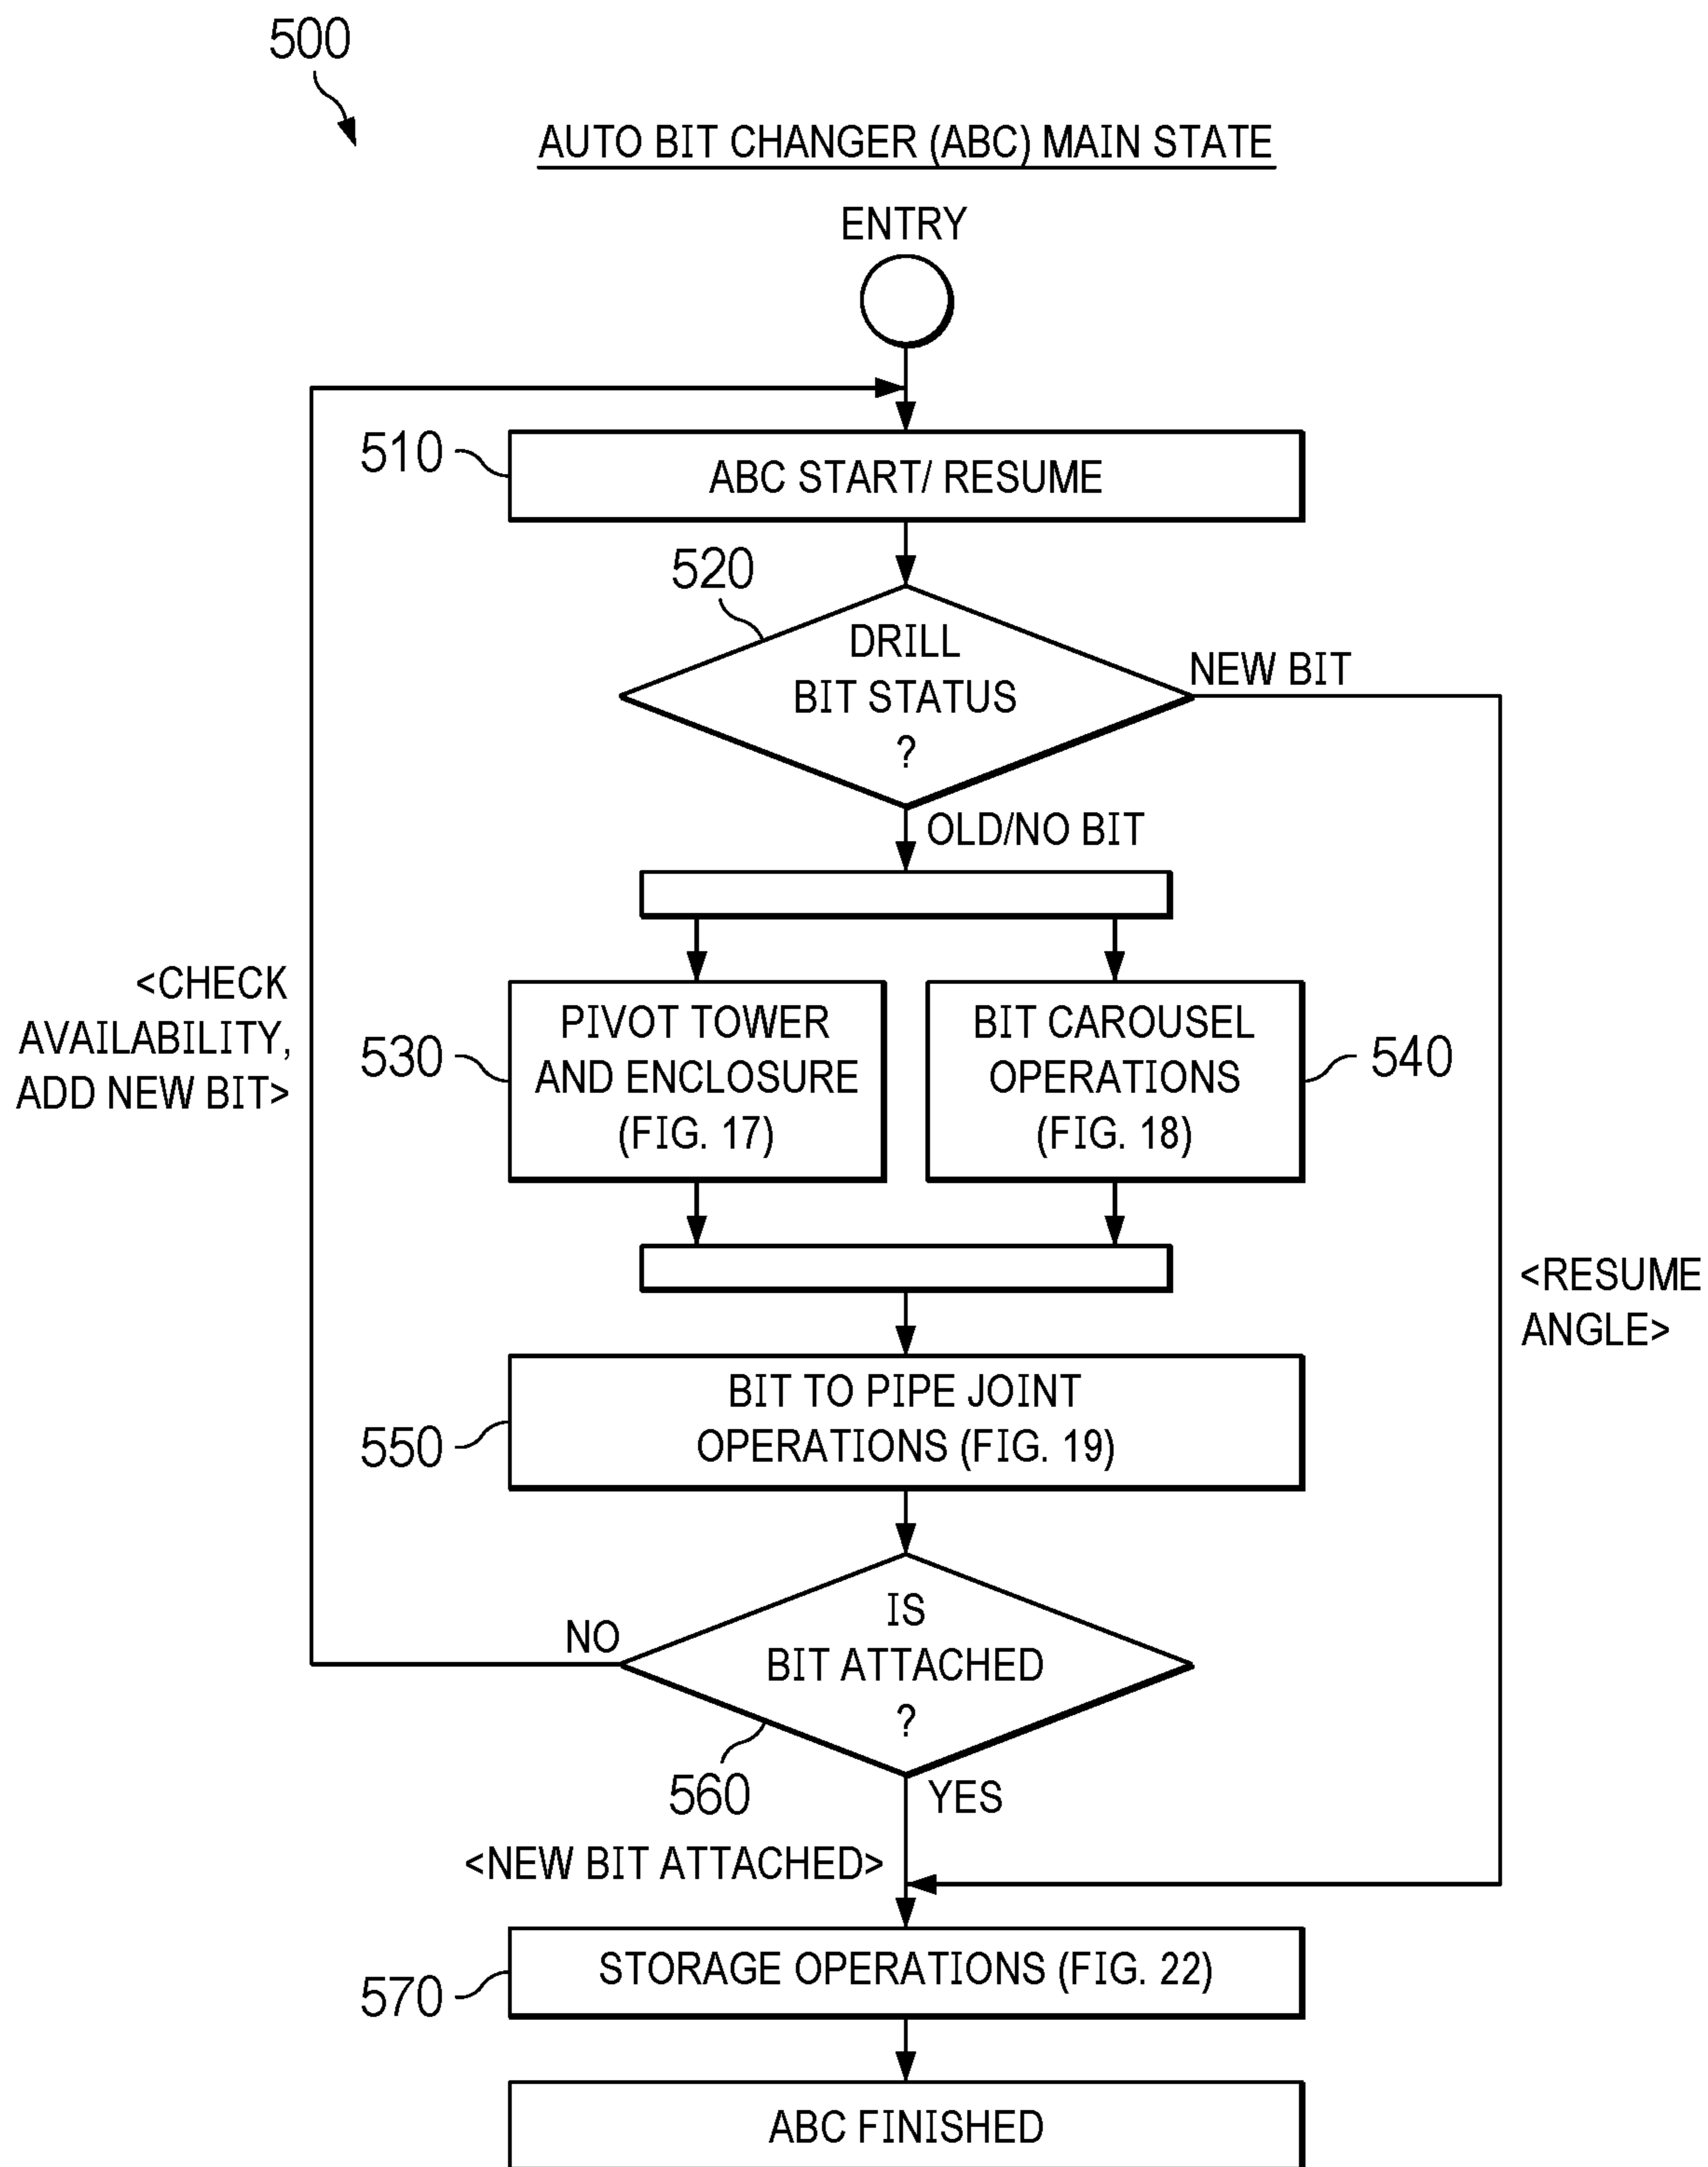 500
AUTO BIT CHANGER (ABC) MAIN STATE
ENTRY
510
ABC START/ RESUME
520
DRILL
BIT STATUS
?
NEW BIT
OLD/NO BIT
<CHECK
AVAILABILITY,
ADD NEW BIT>
530
PIVOT TOWER
AND ENCLOSURE
(FIG. 17)
BIT CAROUSEL
OPERATIONS
(FIG. 18)
540
<RESUME
ANGLE>
550
BIT TO PIPE JOINT
OPERATIONS (FIG. 19)
IS
BIT ATTACHED
?
NO
560
YES
<NEW BIT ATTACHED>
570
STORAGE OPERATIONS (FIG. 22)
ABC FINISHED